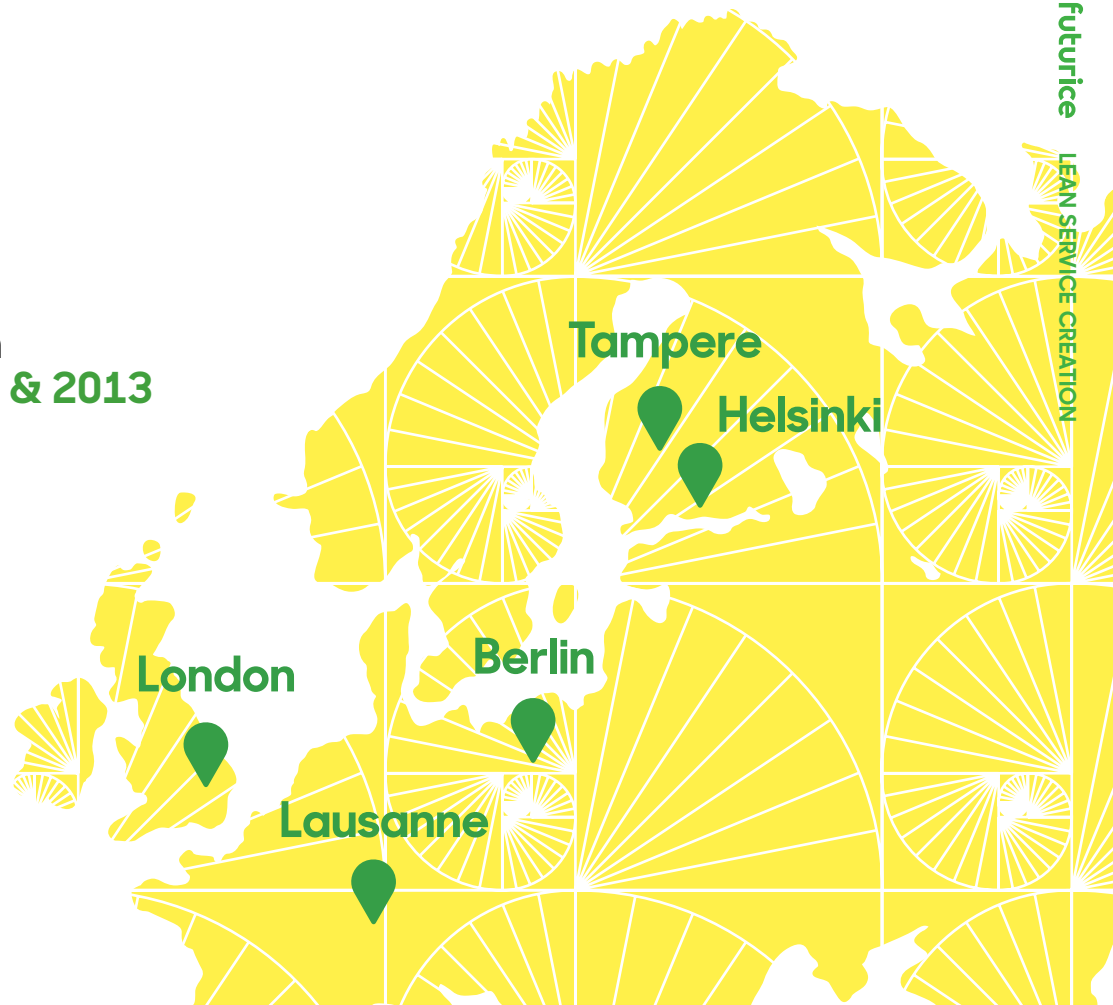 futurice LEAN SERVICE CREATION
& 2013
Tampere
Helsinki
London
Berlin
Lausanne